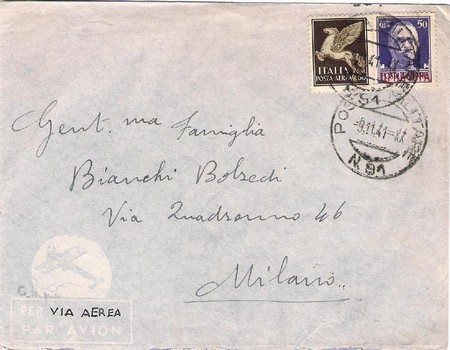 ITALIA
POSTA AEREA
50
POSTA MILITARE
-9.11.41-XX
N. 91
Gent. ma Famiglia
Bianchi Bolzedi
Via Quadronno 46
Milano
PER VIA AEREA
PAR AVION